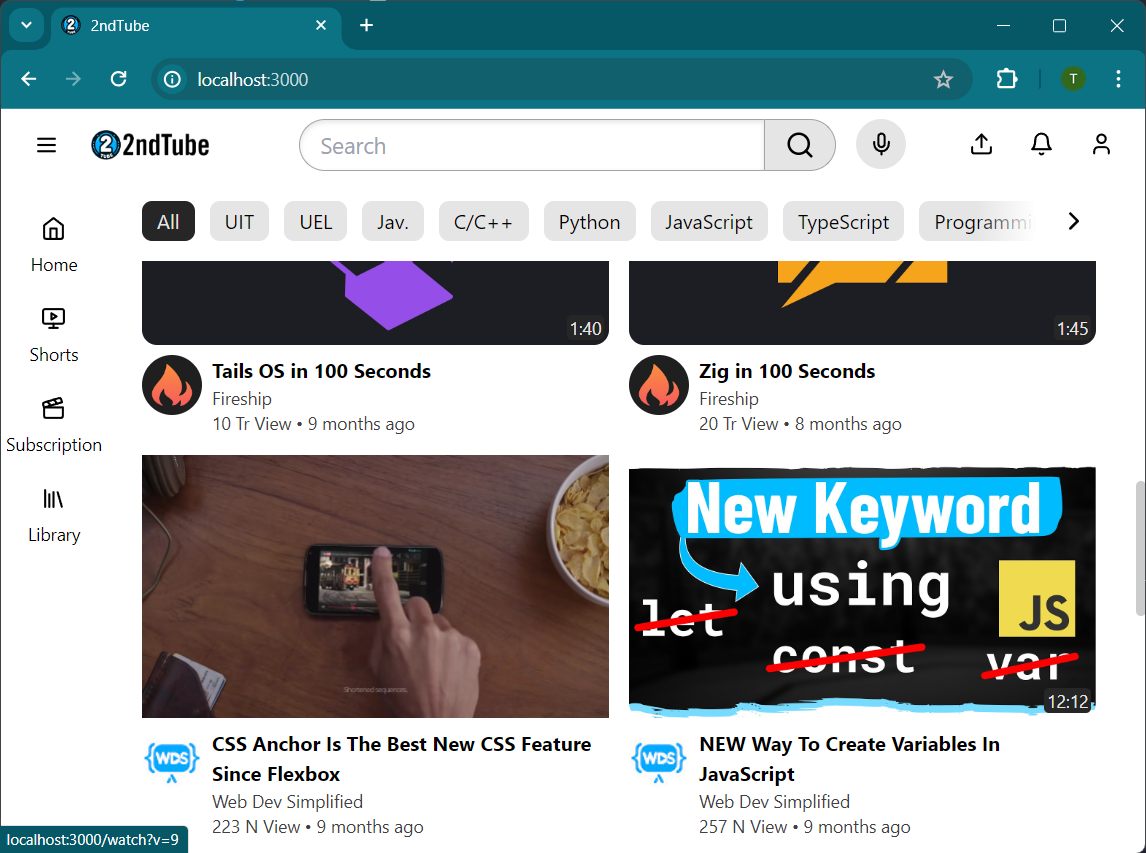 2ndTube
localhost:3000
T
2
TUBE
2ndTube
Search
All
UIT
UEL
Jav.
C/C++
Python
JavaScript
TypeScript
Programmi
Home
Shorts
Subscription
Library
1:40
1:45
Tails OS in 100 Seconds
Fireship
10 Tr View • 9 months ago
Zig in 100 Seconds
Fireship
20 Tr View • 8 months ago
Shortened sequences.
New Keyword
using
let
const
var
JS
12:12
WDS
CSS Anchor Is The Best New CSS Feature
Since Flexbox
Web Dev Simplified
223 N View • 9 months ago
WDS
NEW Way To Create Variables In
JavaScript
Web Dev Simplified
257 N View • 9 months ago
localhost:3000/watch?v=9